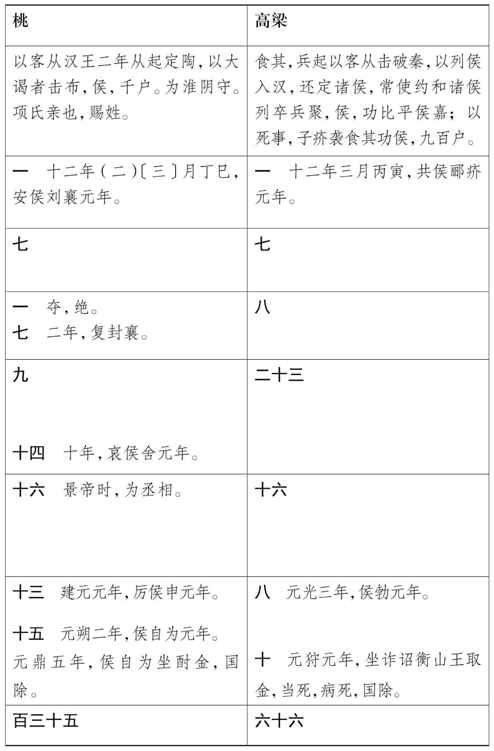 桃
高梁
以客从汉王二年从起定陶，以大
谒者击布，侯，千户。为淮阴守。
项氏亲也，赐姓。
食其，兵起以客从击破秦，以列侯
入汉，还定诸侯，常使约和诸侯
列卒兵聚，侯，功比平侯嘉；以
死事，子疥袭食其功侯，九百户。
一 十二年(二)〔三〕月丁巳，
安侯刘襄元年。
一 十二年三月丙寅，共侯郦疥
元年。
七
七
一 夺，绝。
七 二年，复封襄。
八
九
十四 十年，哀侯舍元年。
二十三
十六 景帝时，为丞相。
十六
十三 建元元年，厉侯申元年。
十五 元朔二年，侯自为元年。
元鼎五年，侯自为坐酎金，国
除。
八 元光三年，侯勃元年。
十 元狩元年，坐诈诏衡山王取
金，当死，病死，国除。
百三十五
六十六